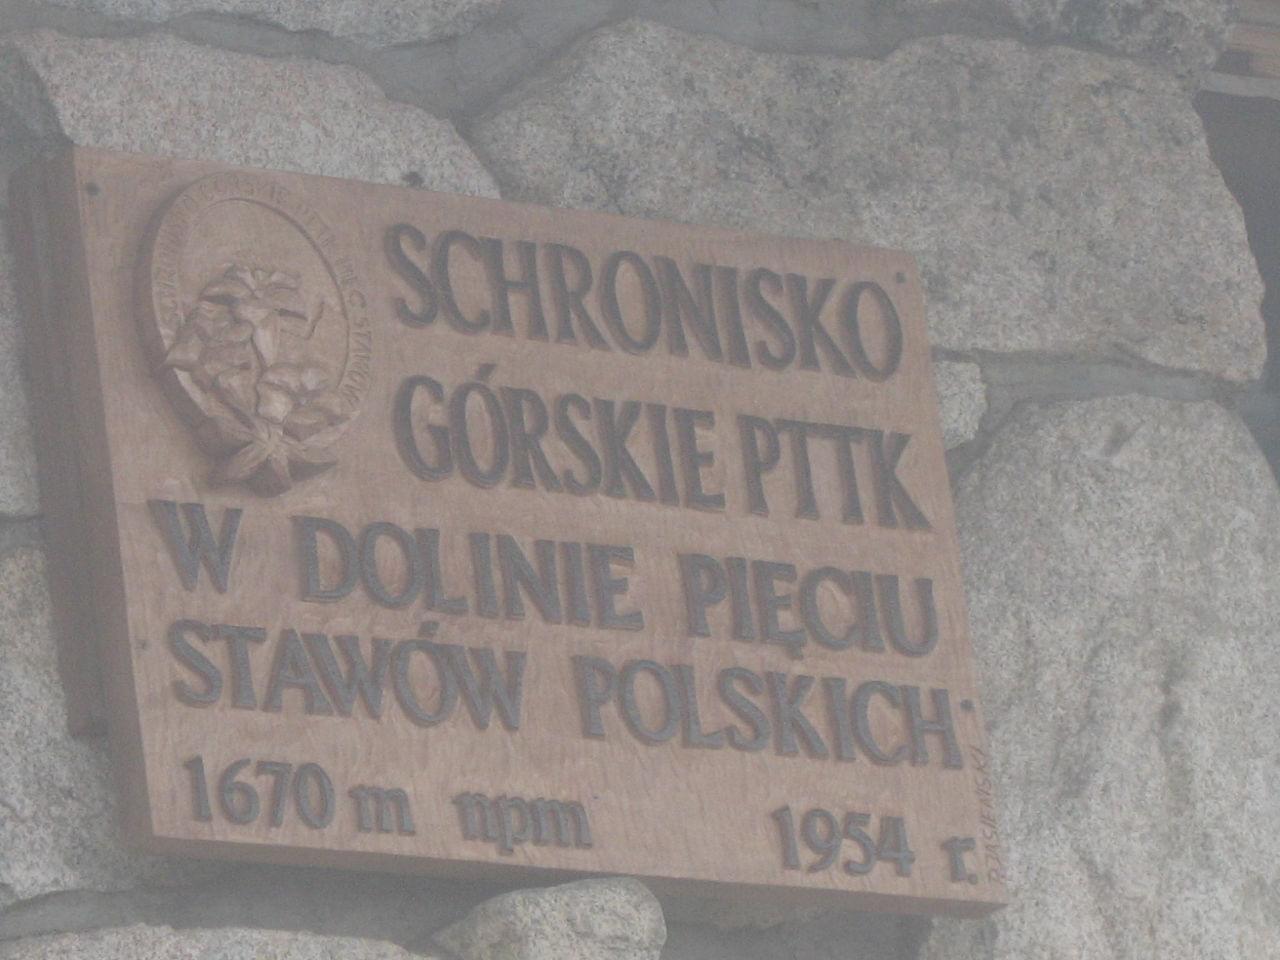 SCHRONISKO
GÓRSKIE PTTK
W DOLINIE PIĘCIU
STAWÓW POLSKICH
1670 m npm 1954 r.